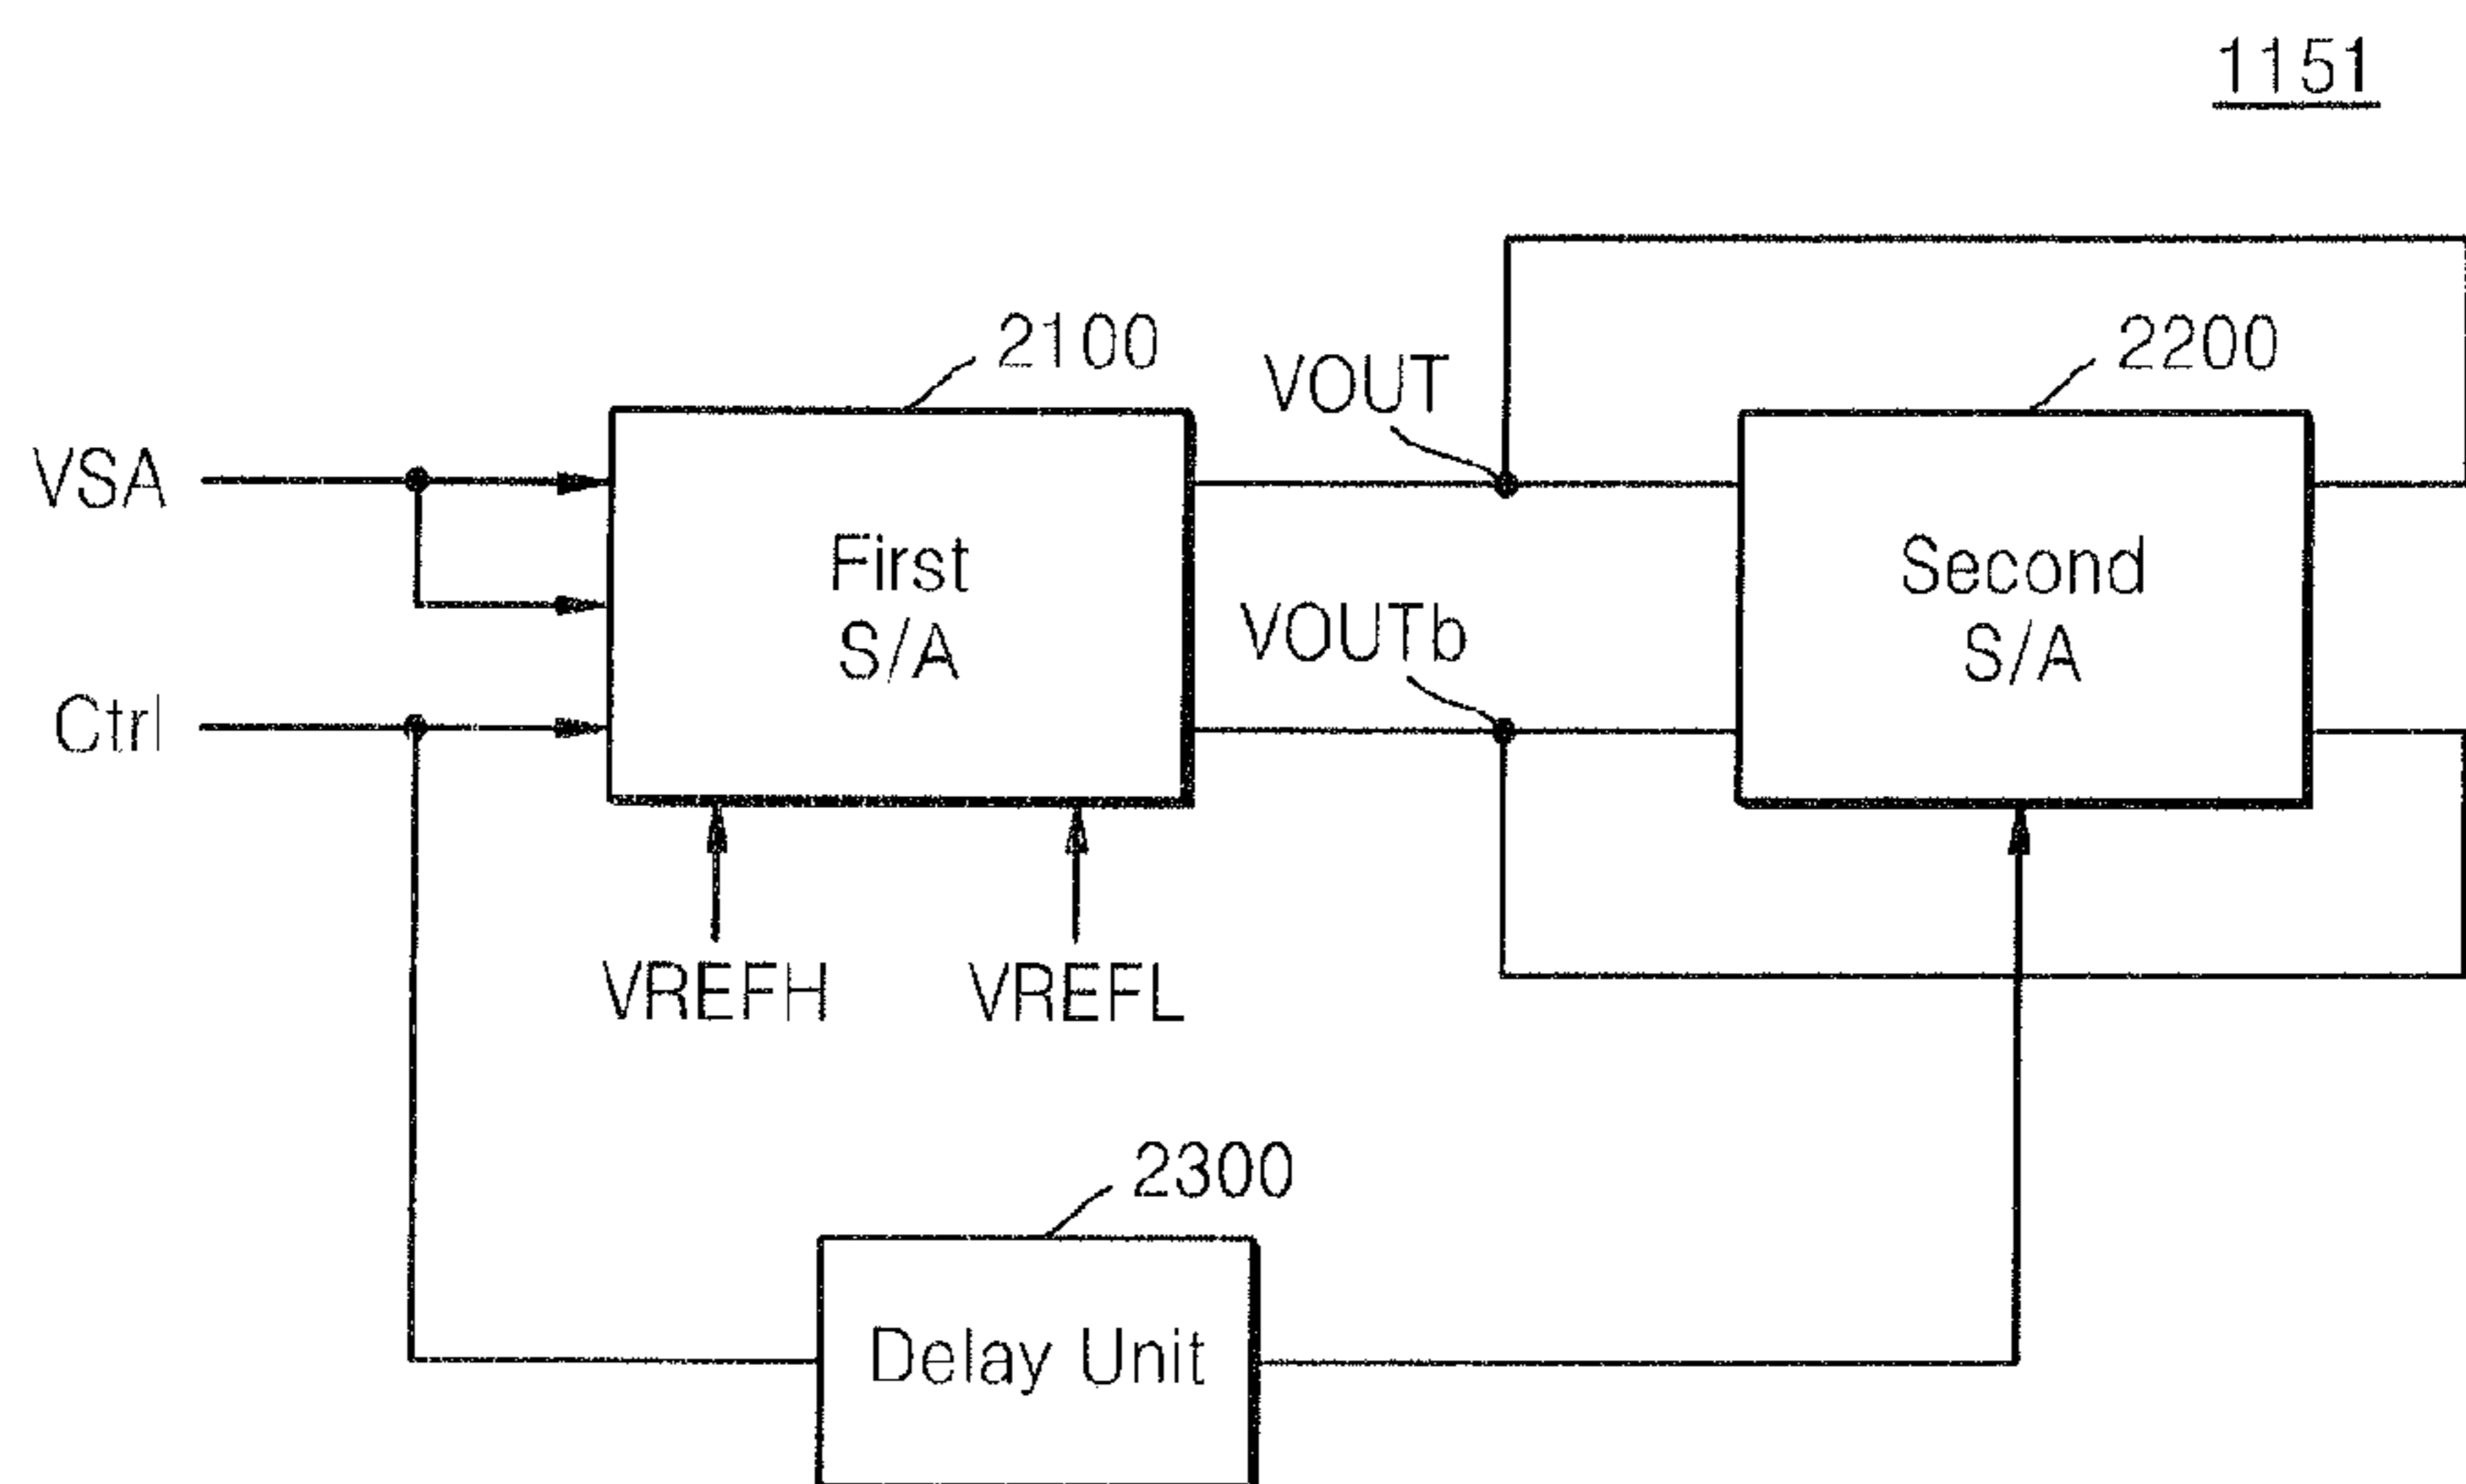 1151
2100
VOUT
2200
VSA
First
S/A
Second
S/A
VOUTb
Ctrl
VREFH
VREFL
2300
Delay Unit